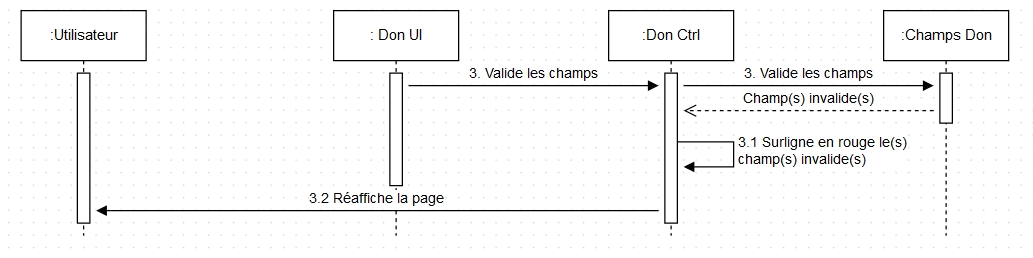 :Utilisateur
: Don UI
:Don Ctrl
:Champs Don
3. Valide les champs
3. Valide les champs
Champ(s) invalide(s)
3.1 Surligne en rouge le(s)
champ(s) invalide(s)
3.2 Réaffiche la page